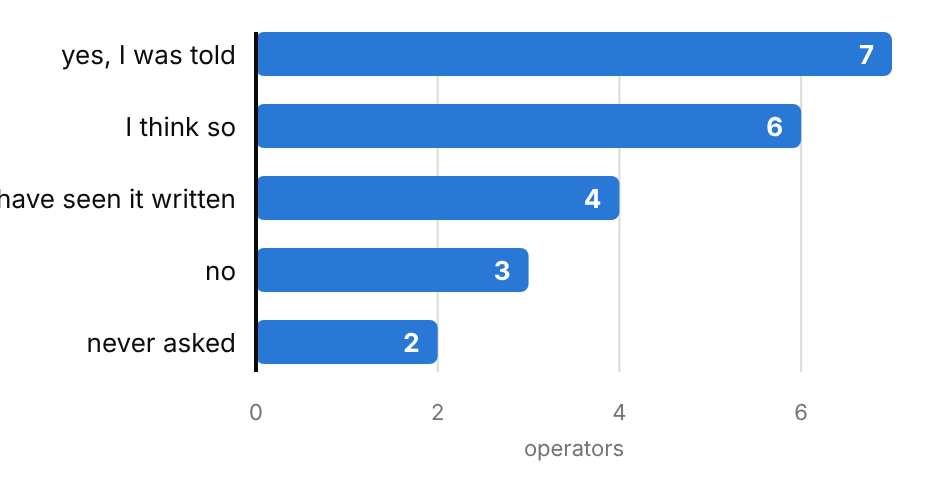 yes, I was told
7
I think so
6
have seen it written
4
no
3
never asked
2
0
2
4
6
operators